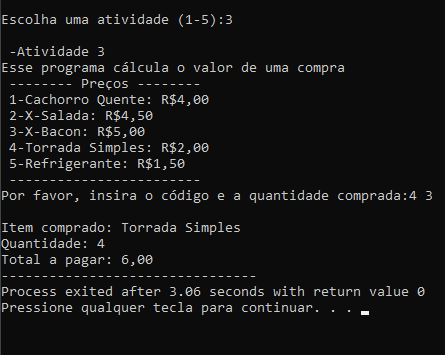 Escolha uma atividade (1-5):3
-Atividade 3
Esse programa cálcula o valor de uma compra
-------- Preços --------
1-Cachorro Quente: R$4,00
2-X-Salada: R$4,50
3-X-Bacon: R$5,00
4-Torrada Simples: R$2,00
5-Refrigerante: R$1,50
------------------------
Por favor, insira o código e a quantidade comprada:4 3
Item comprado: Torrada Simples
Quantidade: 4
Total a pagar: 6,00
--------------------------------
Process exited after 3.06 seconds with return value 0
Pressione qualquer tecla para continuar. . .